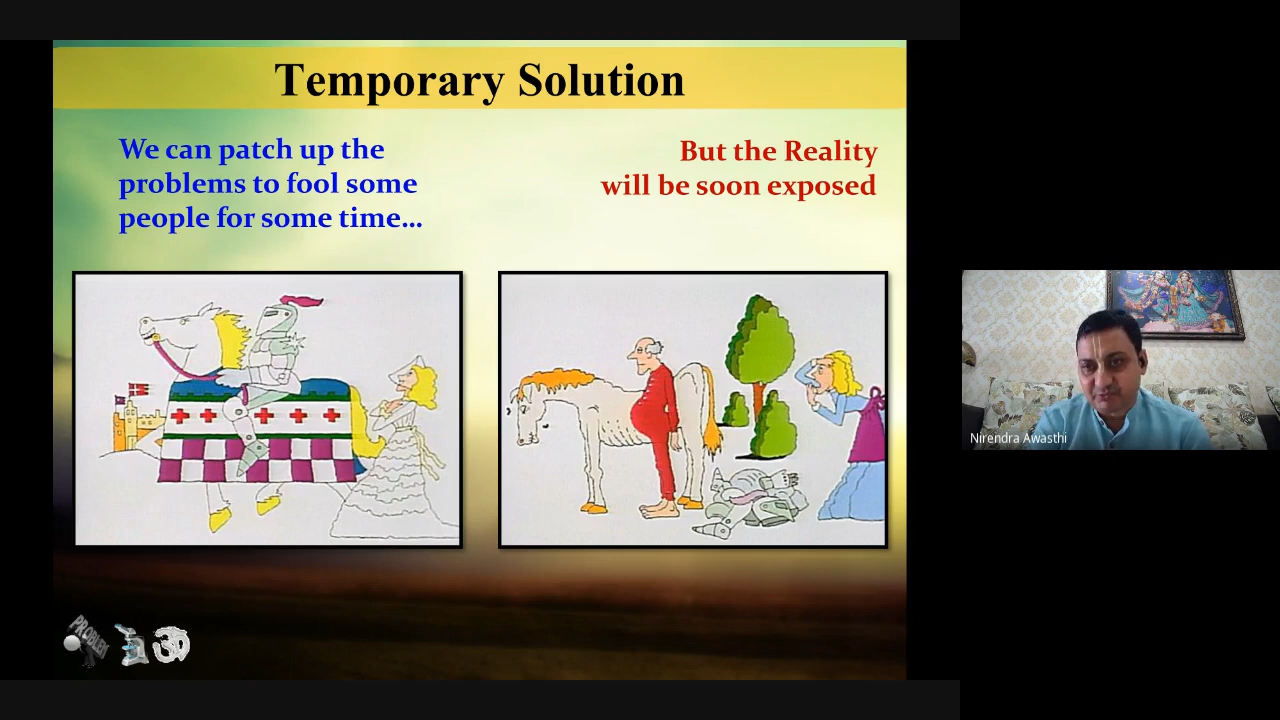 Temporary Solution
We can patch up the
problems to fool some
people for some time...
But the Reality
will be soon exposed
Nirendra Awasthi
PROBLEM
ॐ